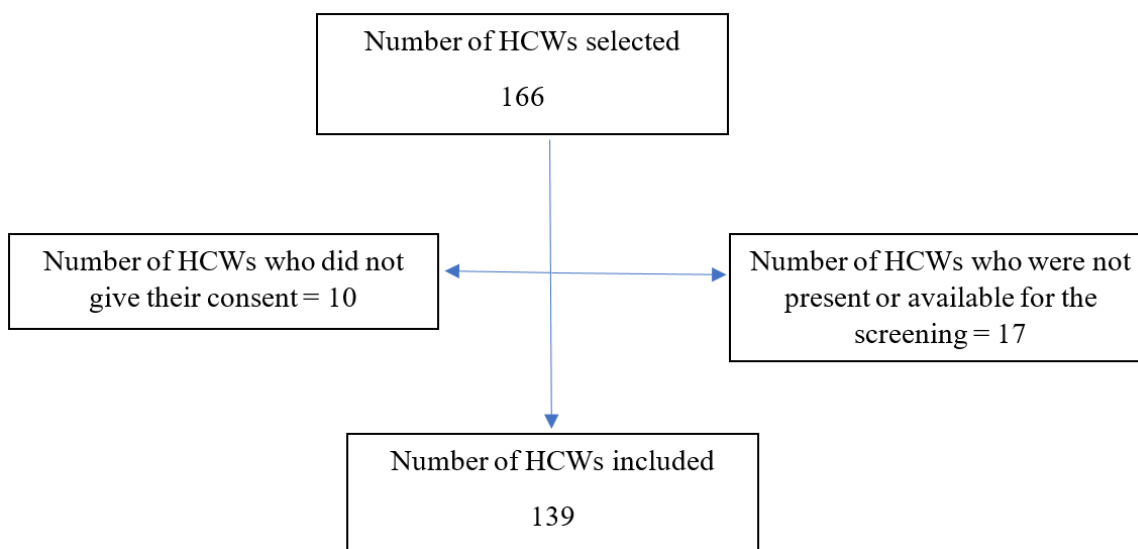 Number of HCWs selected
166
Number of HCWs who did not
give their consent = 10
Number of HCWs who were not
present or available for the
screening = 17
Number of HCWs included
139